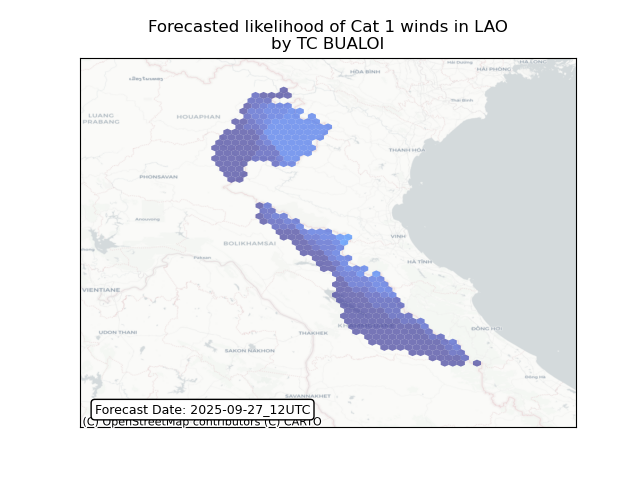 Forecasted likelihood of Cat 1 winds in LAO
by TC BUALOI
HÒA BÌNH
HẢI PHÒNG
LUANG
PRABANG
HOUAPHAN
THANH HÓA
PHONSAVAN
BOLIKHAMSAI
VINH
HÀ TĨNH
VIENTIANE
UDON THANI
THAKHEK
ĐỒNG HỚI
SAKON NAKHON
SAVANNAKHET
Forecast Date: 2025-09-27_12UTC
(C) OpenStreetMap contributors (C) CARTO